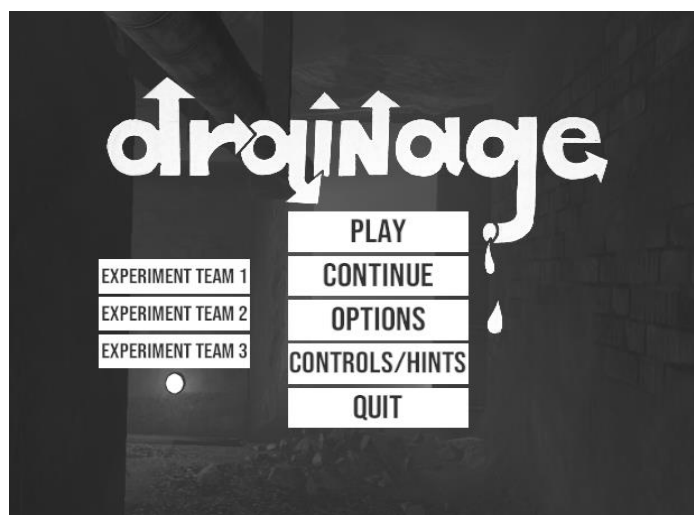 drainage
PLAY
CONTINUE
OPTIONS
CONTROLS/HINTS
QUIT
EXPERIMENT TEAM 1
EXPERIMENT TEAM 2
EXPERIMENT TEAM 3